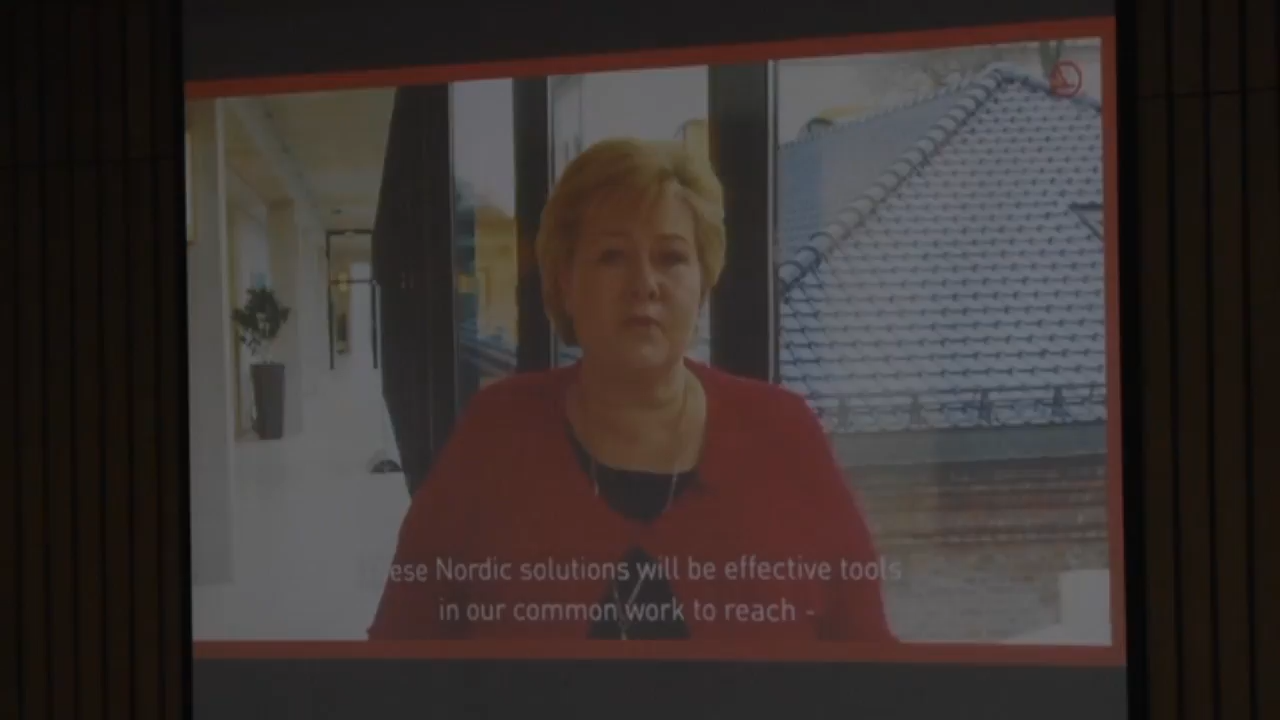 ese Nordic solutions will be effective tools
in our common work to reach -